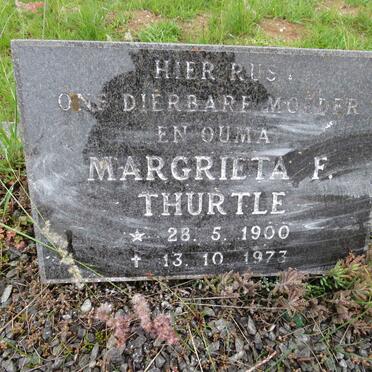 HIER RUS
ONS DIERBARE MOEDER
EN OUMA
MARGRIETA F.
THURTLE
* 28. 5. 1900
✝ 13. 10. 1973